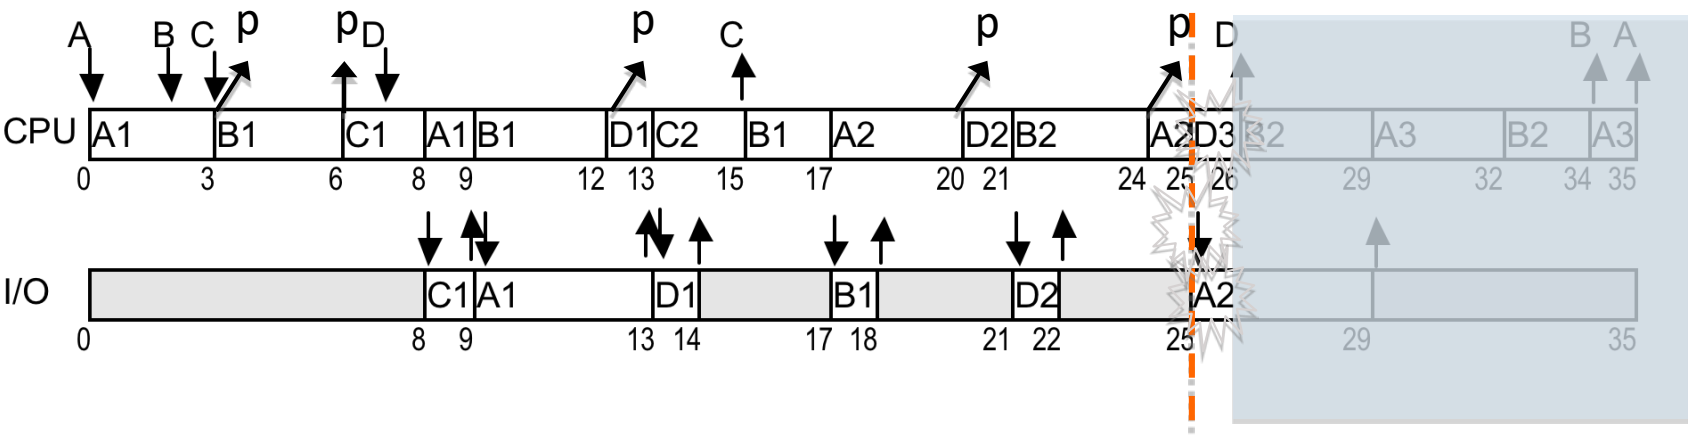 A B C p p D p C p p D B A
CPU A1 B1 C1 A1 B1 D1 C2 B1 A2 D2 B2 A2 D3 B2 A3 B2 A3
0 3 6 8 9 12 13 15 17 20 21 24 25 26 29 32 34 35
I/O C1 A1 D1 B1 D2 A2
0 8 9 13 14 17 18 21 22 25 29 35